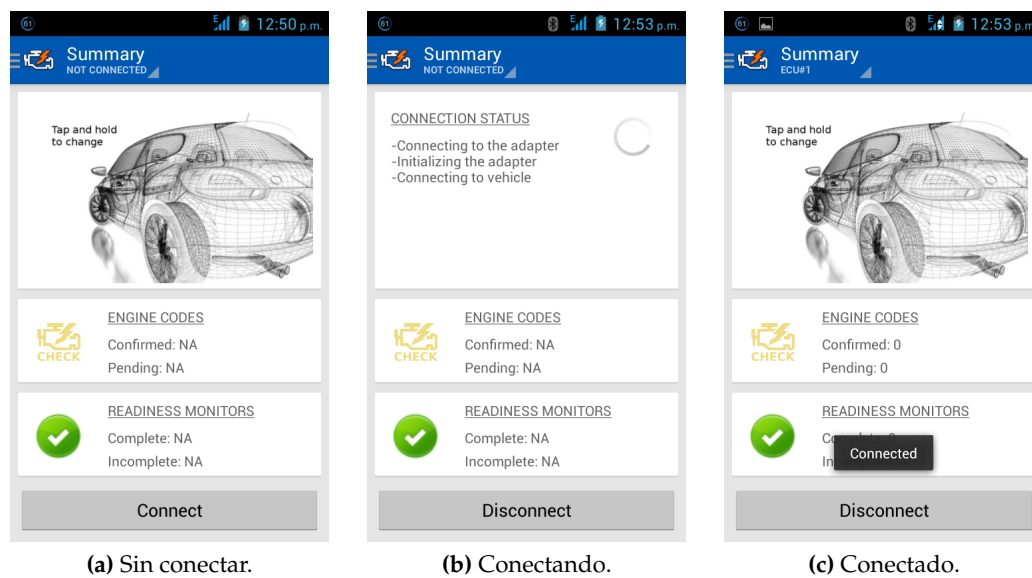 61
E
12:50 p.m.
Summary
NOT CONNECTED
Tap and hold
to change
CHECK
ENGINE CODES
Confirmed: NA
Pending: NA
READINESS MONITORS
Complete: NA
Incomplete: NA
Connect
(a) Sin conectar.
61
E
12:53 p.m.
Summary
NOT CONNECTED
CONNECTION STATUS
-Connecting to the adapter
-Initializing the adapter
-Connecting to vehicle
CHECK
ENGINE CODES
Confirmed: NA
Pending: NA
READINESS MONITORS
Complete: NA
Incomplete: NA
Disconnect
(b) Conectando.
61
E
12:53 p.m
Summary
ECU#1
Tap and hold
to change
CHECK
ENGINE CODES
Confirmed: 0
Pending: 0
READINESS MONITORS
Connected
Disconnect
(c) Conectado.